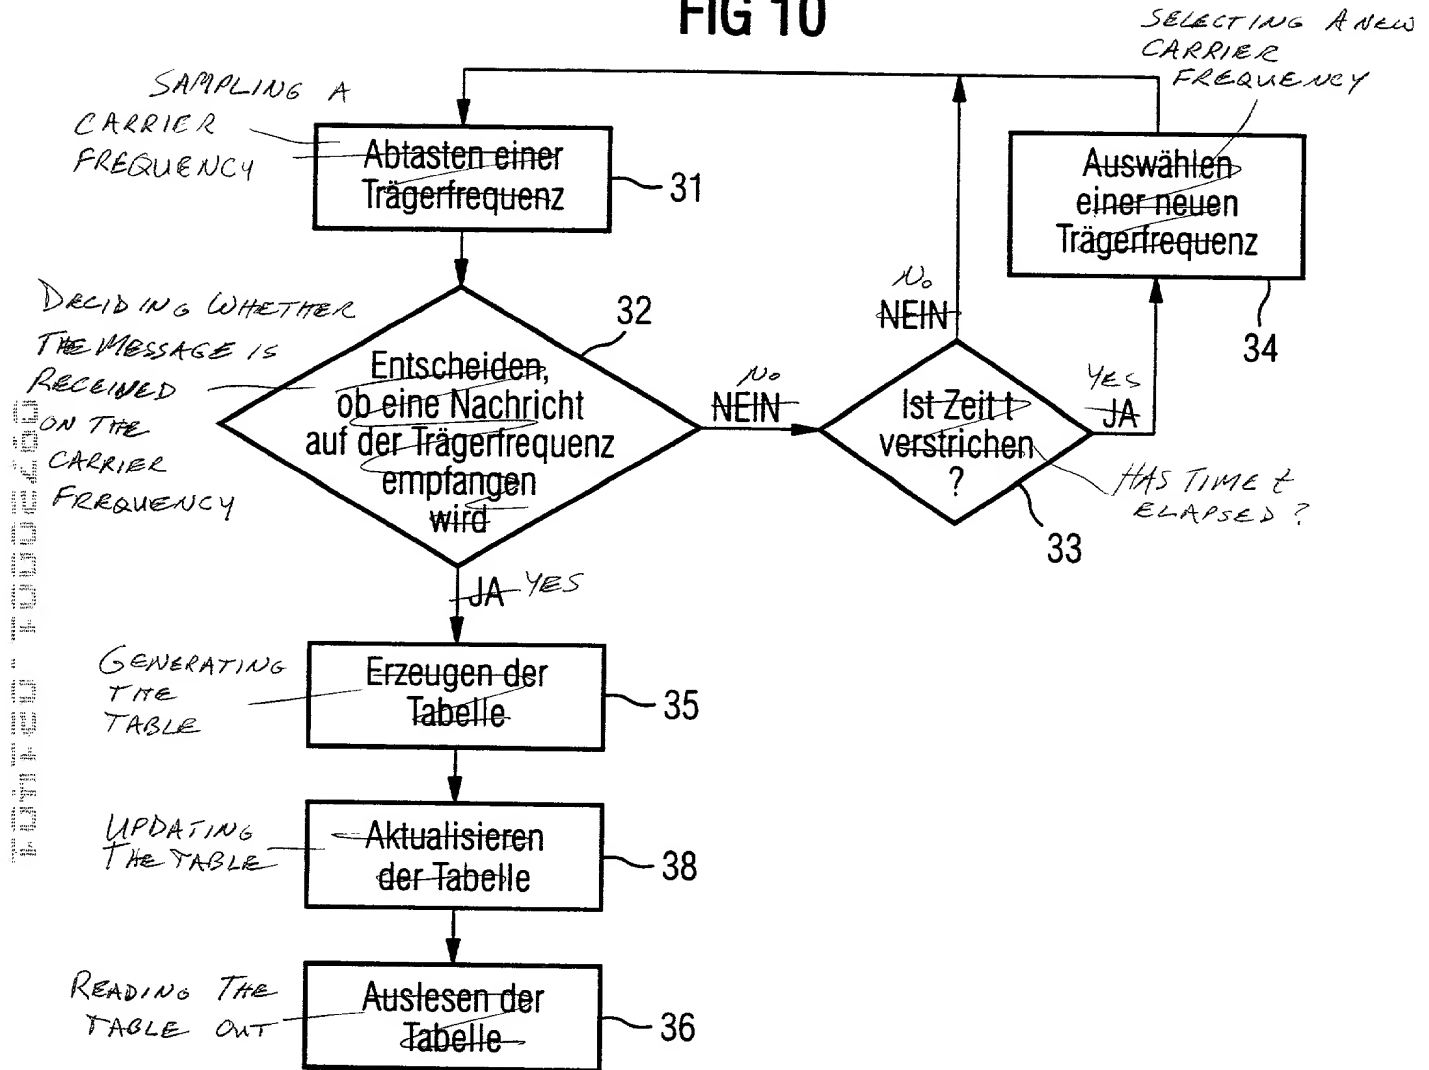 FIG 10
SELECTING A NEW
CARRIER
FREQUENCY
SAMPLING A
CARRIER
FREQUENCY
Abtasten einer
Trägerfrequenz
31
Auswählen
einer neuen
Trägerfrequenz
34
DECIDING WHETHER
THE MESSAGE IS
RECEIVED
ON THE
CARRIER
FREQUENCY
Entscheiden,
ob eine Nachricht
auf der Trägerfrequenz
empfangen
wird
32
No
NEIN
No
NEIN
Ist Zeit t
verstrichen
?
33
YES
JA
HAS TIME t
ELAPSED ?
JA YES
GENERATING
THE
TABLE
Erzeugen der
Tabelle
35
UPDATING
THE TABLE
Aktualisieren
der Tabelle
38
READING THE
TABLE OUT
Auslesen der
Tabelle
36